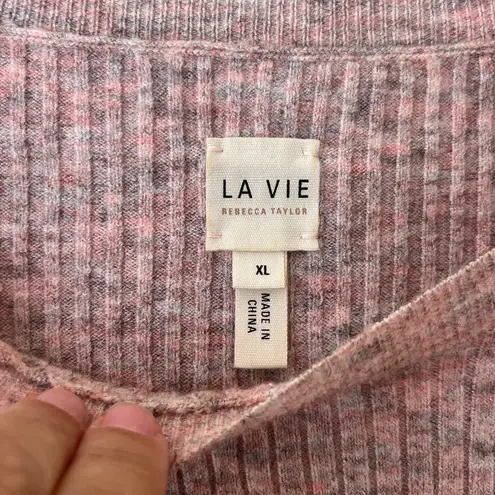 LA VIE
REBECCA TAYLOR
XL
MADE IN
CHINA